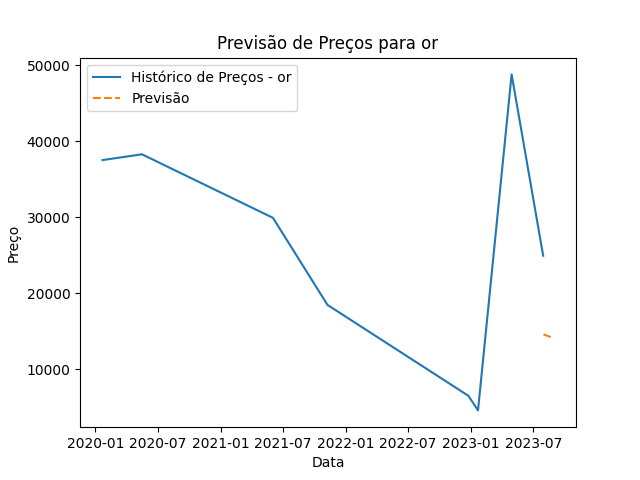 Previsão de Preços para or
Histórico de Preços - or
Previsão
50000
40000
30000
20000
10000
Preço
2020-01 2020-07 2021-01 2021-07 2022-01 2022-07 2023-01 2023-07
Data